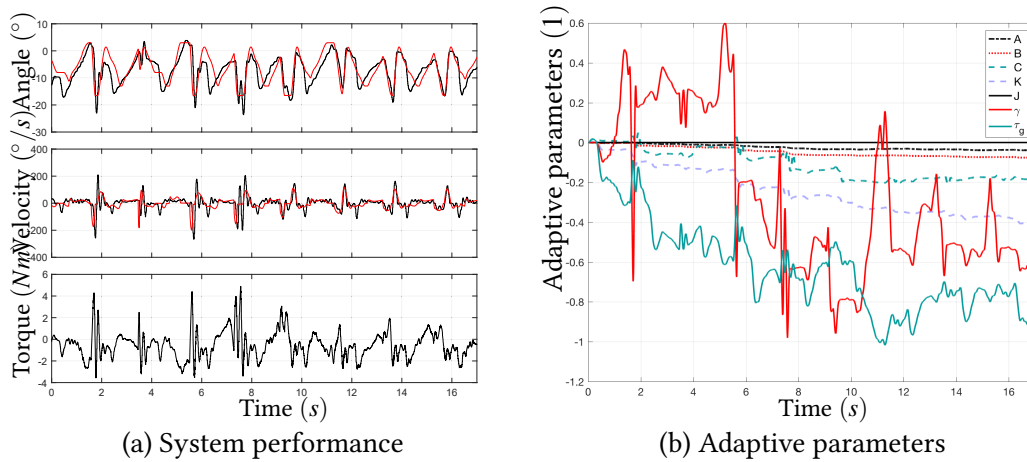 Angle (°)
10
0
-10
-20
-30
Velocity (°/s)
400
200
0
-200
400
Torque (Nm)
4
2
0
-2
-4
0 2 4 6 8 10 12 14 16
Time (s)
(a) System performance
Adaptive parameters (1)
0.6
0.4
0.2
0
-0.2
-0.4
-0.6
-0.8
-1
-1.2
0 2 4 6 8 10 12 14 16
Time (s)
A
B
C
K
J
γ
τg
(b) Adaptive parameters